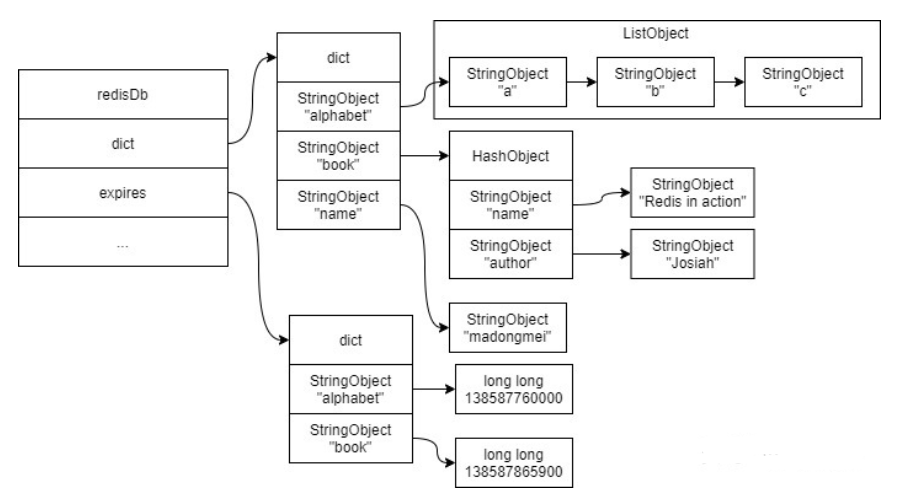 redisDb
dict
expires
...
dict
StringObject
"alphabet"
StringObject
"book"
StringObject
"name"
ListObject
StringObject
"a"
StringObject
"b"
StringObject
"c"
HashObject
StringObject
"name"
StringObject
"author"
StringObject
"Redis in action"
StringObject
"Josiah"
StringObject
"madongmei"
dict
StringObject
"alphabet"
StringObject
"book"
long long
138587760000
long long
138587865900